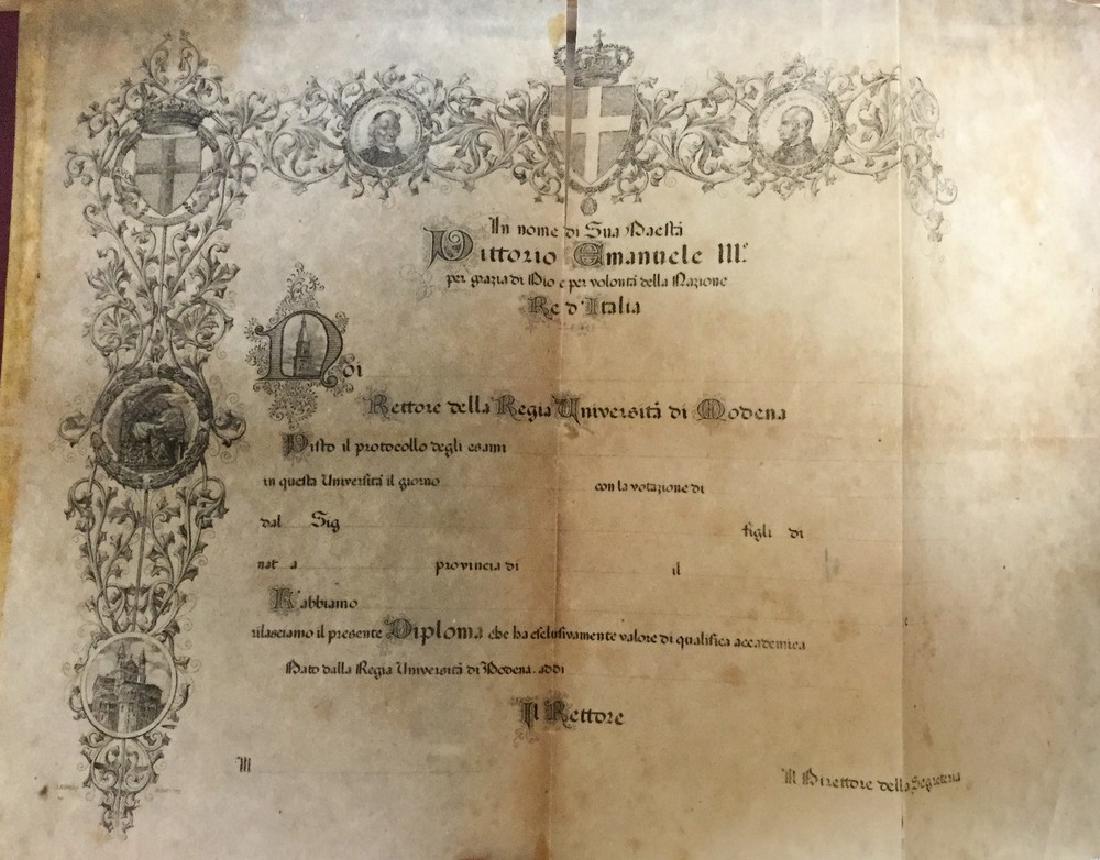 In nome di Sua Maestà
Vittorio Emanuele III.º
per grazia di Dio e per volontà della Nazione
Re d'Italia
Noi
Rettore della Regia Università di Modena
Visto il protocollo degli esami
in questa Università il giorno con la votazione di
dal Sig figli di
nat a provincia di il
L'abbiamo
rilasciamo il presente Diploma che ha esclusivamente valore di qualifica accademica
Dato dalla Regia Università di Modena, addì
Il Rettore
Il
Il Direttore della Segreteria